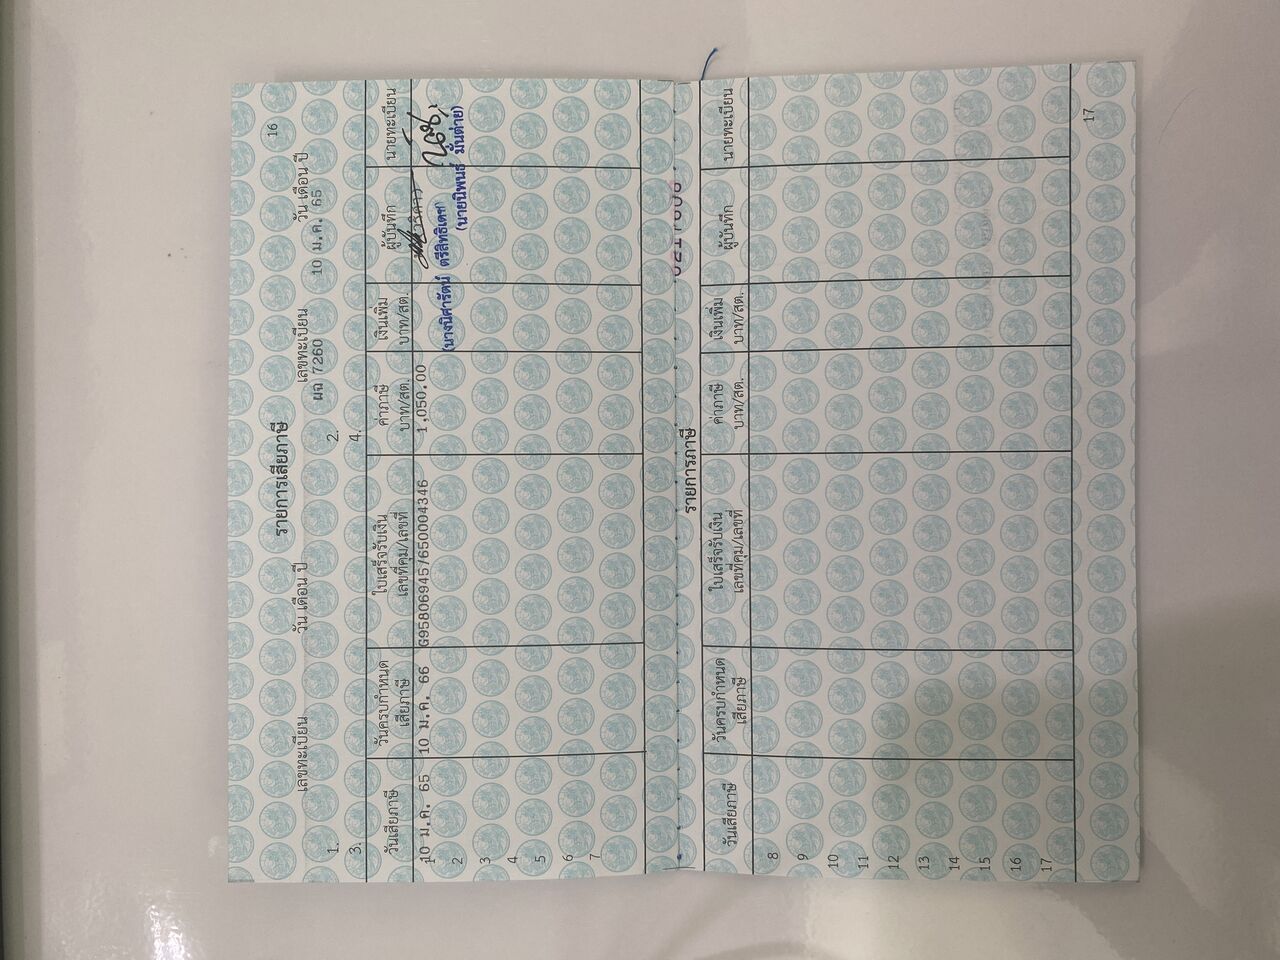 16
รายการเสียภาษี
เลขทะเบียน วัน เดือน ปี เลขทะเบียน วัน เดือน ปี
1. 2. ผฉ 7260 10 ม.ค. 65
3. 4.
วันเสียภาษี วันครบกำหนด เสียภาษี ใบเสร็จรับเงิน เลขที่คุม/เลขที่ ค่าภาษี บาท/สต. เงินเพิ่ม บาท/สต. ผู้บันทึก นายทะเบียน
1 10 ม.ค. 65 10 ม.ค. 66 G95806945/650004346 1,050.00
2 (นางนิศารัตน์ ตรีสิทธิเดช) (นายนิพนธ์ มั่นต่าย)
3
4
5
6
7
รายการภาษี
วันเสียภาษี วันครบกำหนด เสียภาษี ใบเสร็จรับเงิน เลขที่คุม/เลขที่ ค่าภาษี บาท/สต. เงินเพิ่ม บาท/สต. ผู้บันทึก นายทะเบียน
8
9
10
11
12
13
14
15
16
17
17